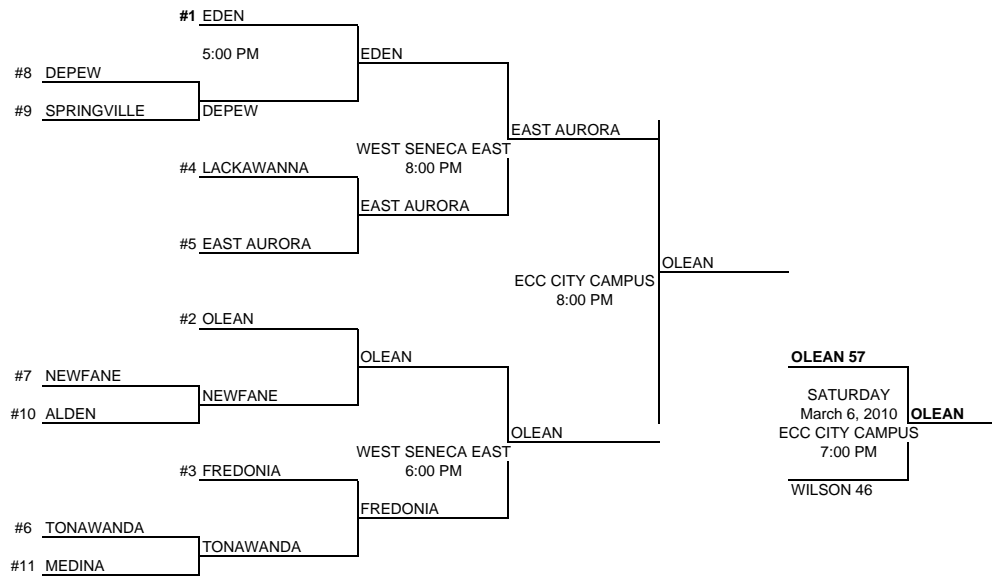 #1 EDEN
5:00 PM
EDEN
#8 DEPEW
#9 SPRINGVILLE
DEPEW
EAST AURORA
WEST SENECA EAST
8:00 PM
#4 LACKAWANNA
EAST AURORA
#5 EAST AURORA
OLEAN
ECC CITY CAMPUS
8:00 PM
#2 OLEAN
OLEAN
#7 NEWFANE
NEWFANE
#10 ALDEN
OLEAN
WEST SENECA EAST
6:00 PM
#3 FREDONIA
FREDONIA
#6 TONAWANDA
TONAWANDA
#11 MEDINA
OLEAN 57
SATURDAY
March 6, 2010
OLEAN
ECC CITY CAMPUS
7:00 PM
WILSON 46